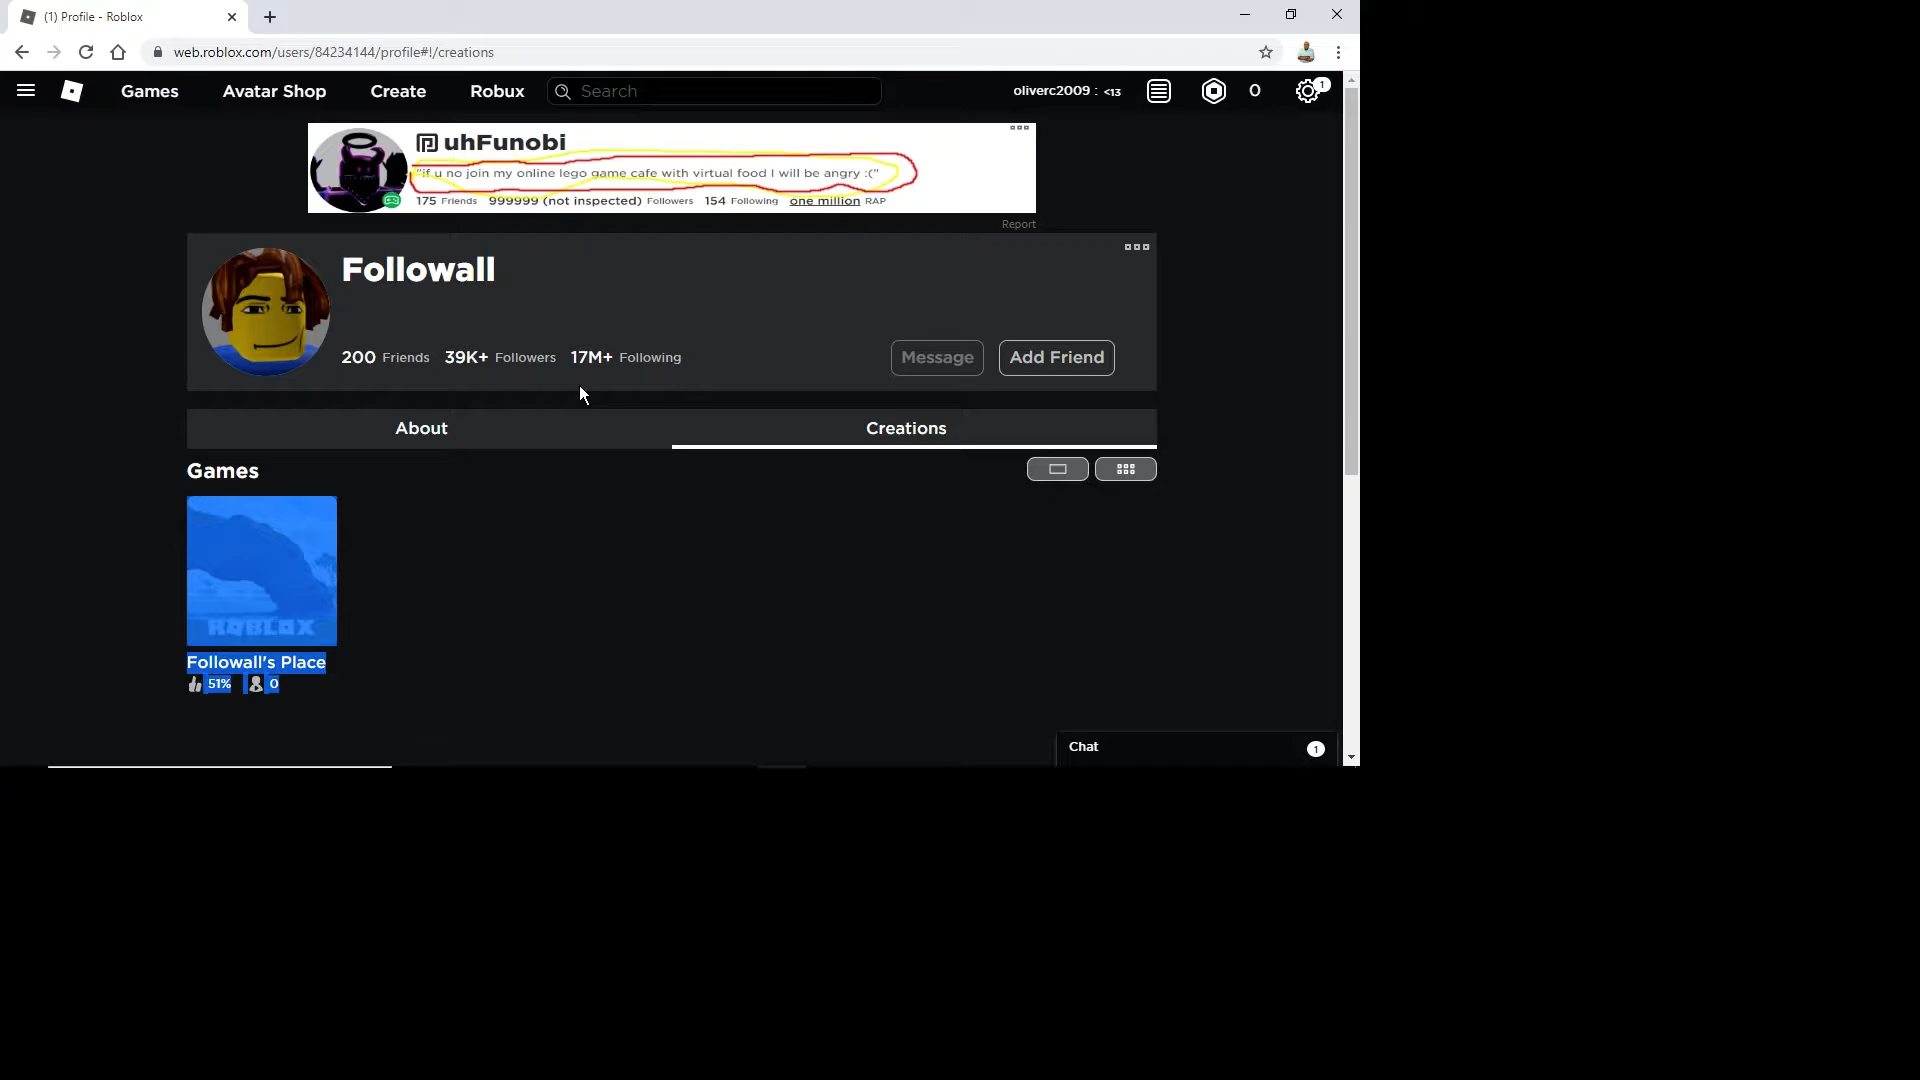 (1) Profile - Roblox
web.roblox.com/users/84234144/profile#!/creations
Games Avatar Shop Create Robux Search oliverc2009 : <13 0 1
uhFunobi
"if u no join my online lego game cafe with virtual food I will be angry :("
175 Friends 999999 (not inspected) Followers 154 Following one million RAP
Report
Followall
200 Friends 39K+ Followers 17M+ Following Message Add Friend
About Creations
Games
ROBLOX
Followall's Place
51% 0
Chat 1